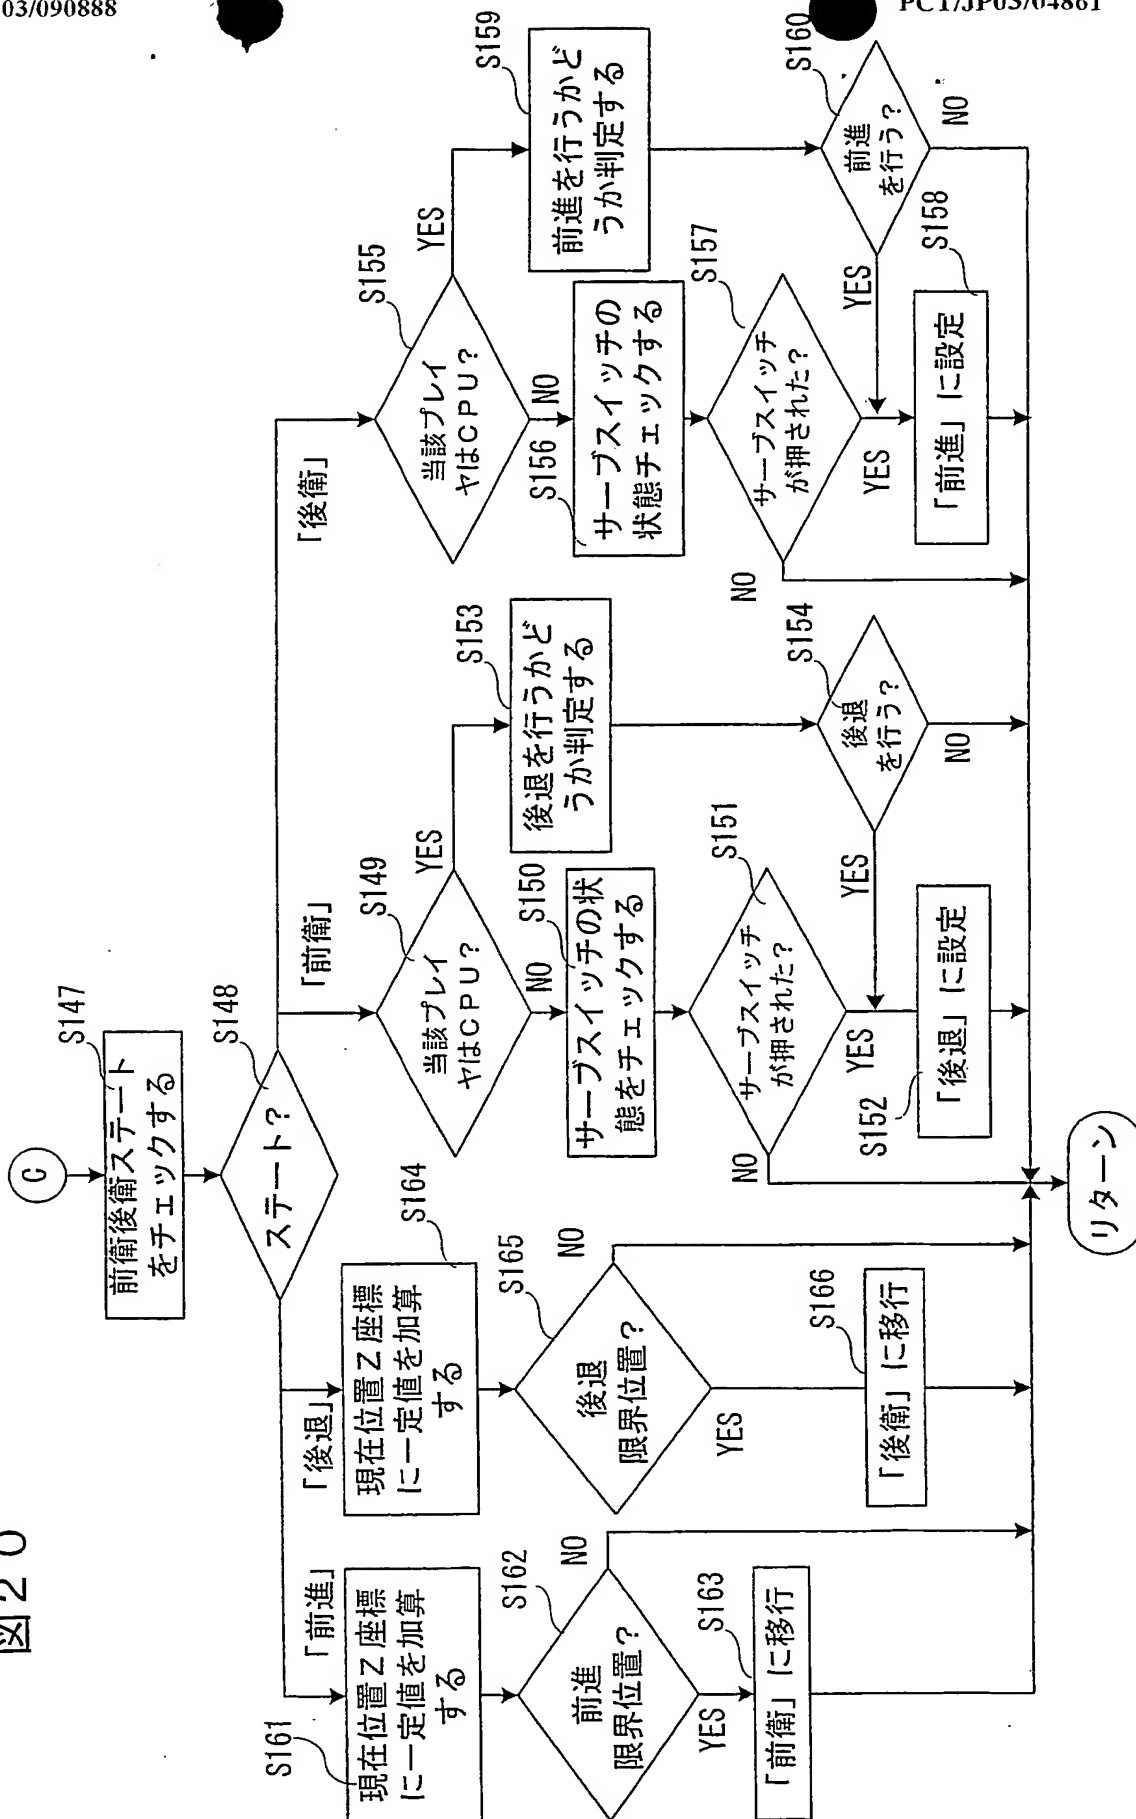 03/090888
PCT/JP03/04861
図２０
C
S147
前衛後衛ステート
をチェックする
S148
ステート？
「前進」
「後退」
「前衛」
「後衛」
S161
現在位置Ｚ座標
に一定値を加算
する
S162
前進
限界位置？
NO
YES
S163
「前衛」に移行
S164
現在位置Ｚ座標
に一定値を加算
する
S165
後退
限界位置？
NO
YES
S166
「後衛」に移行
S149
当該プレイ
ヤはＣＰＵ？
YES
NO
S150
サーブスイッチの状
態をチェックする
S151
サーブスイッチ
が押された？
NO
YES
S152
「後退」に設定
S153
後退を行うかど
うか判定する
S154
後退
を行う？
YES
NO
S155
当該プレイ
ヤはＣＰＵ？
YES
NO
S156
サーブスイッチの
状態チェックする
S157
サーブスイッチ
が押された？
NO
YES
S158
「前進」に設定
S159
前進を行うかど
うか判定する
S160
前進
を行う？
YES
NO
リターン